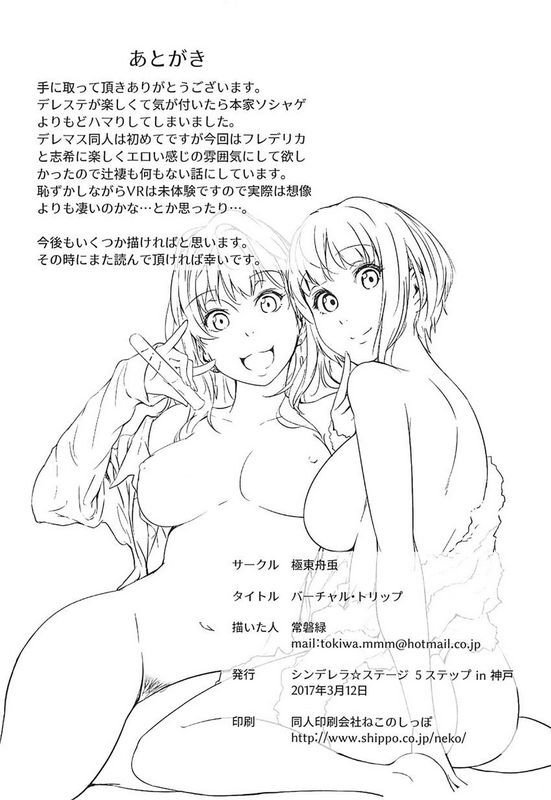 あとがき
手に取って頂きありがとうございます。
デレステが楽しくて気が付いたら本家ソシャゲ
よりもどハマりしてしまいました。
デレマス同人は初めてですが今回はフレデリカ
と志希に楽しくエロい感じの雰囲気にして欲し
かったので辻褄も何もない話にしています。
恥ずかしながらVRは未体験ですので実際は想像
よりも凄いのかな…とか思ったり…。
今後もいくつか描ければと思います。
その時にまた読んで頂ければ幸いです。
サークル 極東舟茧
タイトル バーチャル・トリップ
描いた人 常磐緑
mail:tokiwa.mmm@hotmail.co.jp
発行 シンデレラ☆ステージ 5ステップ in 神戸
2017年3月12日
印刷 同人印刷会社ねこのしっぽ
http://www.shippo.co.jp/neko/